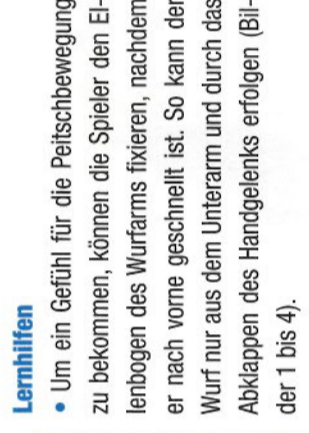 Lernhilfen
• Um ein Gefühl für die Peitschbewegung
zu bekommen, können die Spieler den El-
lenbogen des Wurfarms fixieren, nachdem
er nach vorne geschnellt ist. So kann der
Wurf nur aus dem Unterarm und durch das
Abklappen des Handgelenks erfolgen (Bil-
der 1 bis 4).